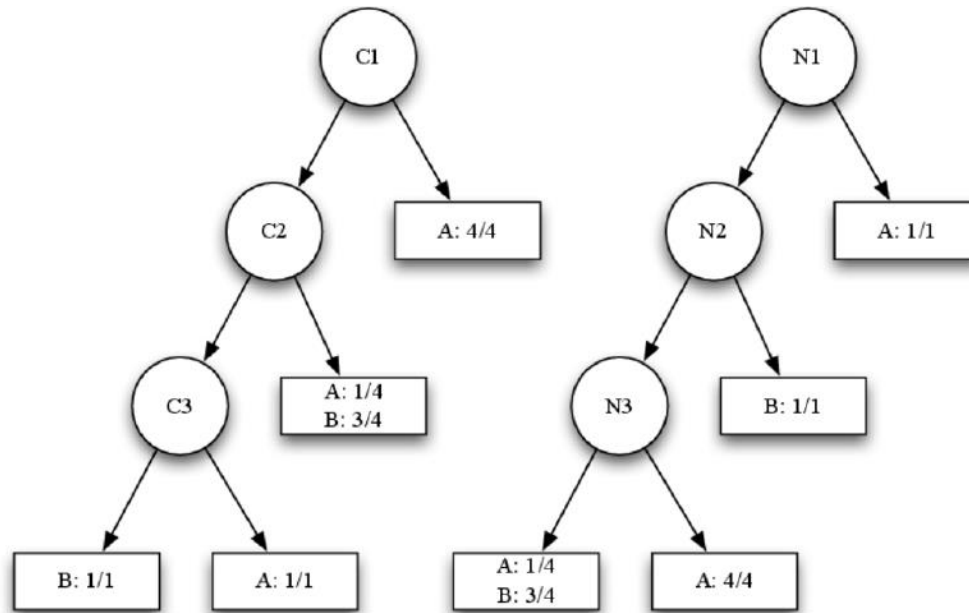 C1
N1
C2
A: 4/4
N2
A: 1/1
C3
A: 1/4
B: 3/4
N3
B: 1/1
B: 1/1
A: 1/1
A: 1/4
B: 3/4
A: 4/4